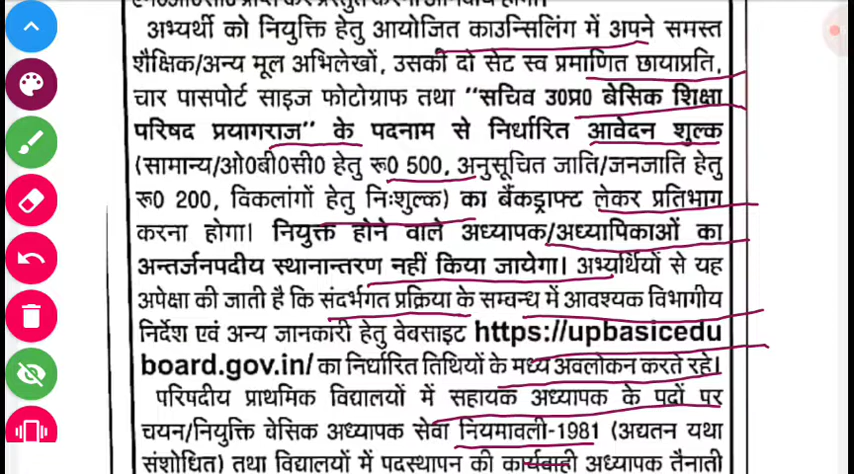 अभ्यर्थी को नियुक्ति हेतु आयोजित काउन्सिलिंग में अपने समस्त
शैक्षिक/अन्य मूल अभिलेखों, उसकी दो सेट स्व प्रमाणित छायाप्रति,
चार पासपोर्ट साइज फोटोग्राफ तथा "सचिव उ0प्र0 बेसिक शिक्षा
परिषद प्रयागराज" के पदनाम से निर्धारित आवेदन शुल्क
(सामान्य/ओ0बी0सी0 हेतु रू0 500, अनुसूचित जाति/जनजाति हेतु
रू0 200, विकलांगों हेतु निःशुल्क) का बैंकड्राफ्ट लेकर प्रतिभाग
करना होगा। नियुक्त होने वाले अध्यापक/अध्यापिकाओं का
अन्तर्जनपदीय स्थानान्तरण नहीं किया जायेगा। अभ्यर्थियों से यह
अपेक्षा की जाती है कि संदर्भगत प्रक्रिया के सम्बन्ध में आवश्यक विभागीय
निर्देश एवं अन्य जानकारी हेतु वेबसाइट https://upbasicedu
board.gov.in/ का निर्धारित तिथियों के मध्य अवलोकन करते रहे।
परिषदीय प्राथमिक विद्यालयों में सहायक अध्यापक के पदों पर
चयन/नियुक्ति बेसिक अध्यापक सेवा नियमावली-1981 (अद्यतन यथा
संशोधित) तथा विद्यालयों में पदस्थापन की कार्यवाही अध्यापक तैनाती